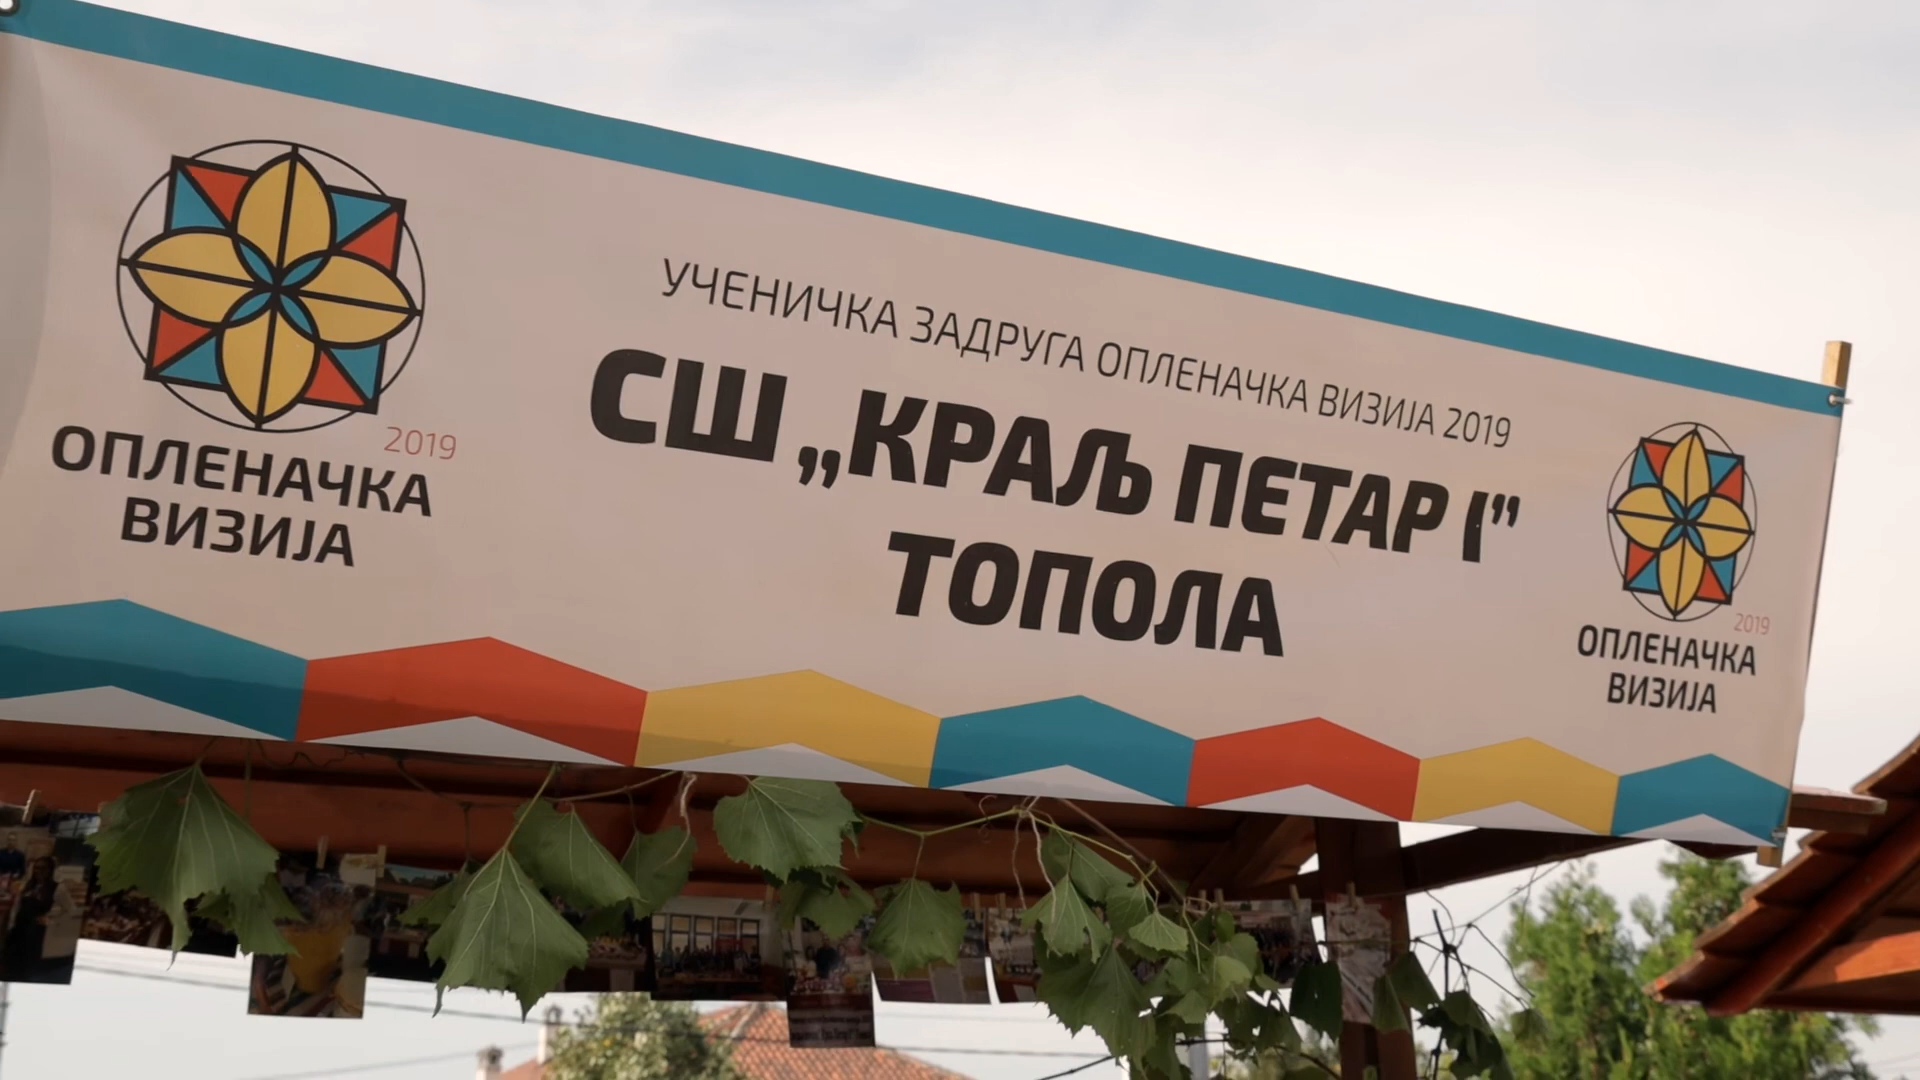 2019
ОПЛЕНАЧКА
ВИЗИЈА
УЧЕНИЧКА ЗАДРУГА ОПЛЕНАЧКА ВИЗИЈА 2019
СШ „КРАЉ ПЕТАР I”
ТОПОЛА
2019
ОПЛЕНАЧКА
ВИЗИЈА